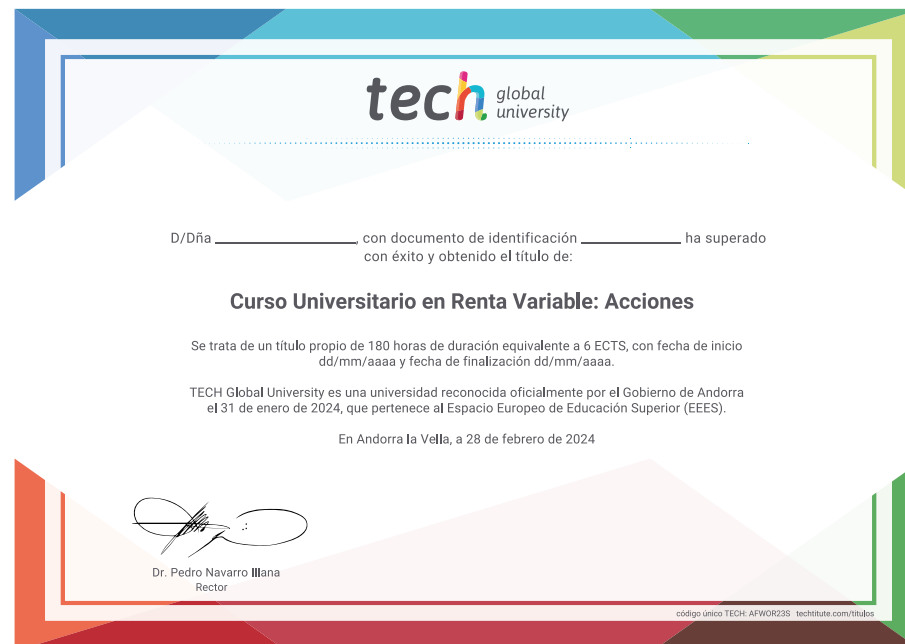 tech global university
D/Dña ____________________, con documento de identificación ______________ ha superado
con éxito y obtenido el título de:
Curso Universitario en Renta Variable: Acciones
Se trata de un título propio de 180 horas de duración equivalente a 6 ECTS, con fecha de inicio
dd/mm/aaaa y fecha de finalización dd/mm/aaaa.
TECH Global University es una universidad reconocida oficialmente por el Gobierno de Andorra
el 31 de enero de 2024, que pertenece al Espacio Europeo de Educación Superior (EEES).
En Andorra la Vella, a 28 de febrero de 2024
Dr. Pedro Navarro Illana
Rector
código único TECH: AFWOR23S techtitute.com/titulos